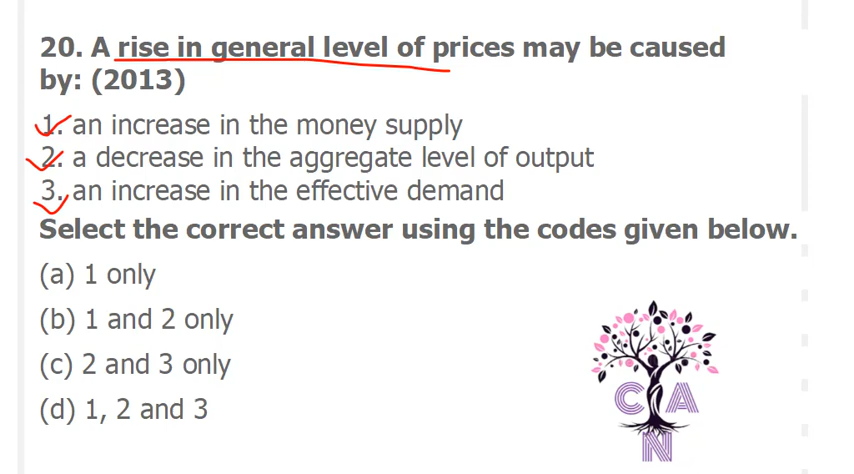 20. A rise in general level of prices may be caused
by: (2013)
1. an increase in the money supply
2. a decrease in the aggregate level of output
3. an increase in the effective demand
Select the correct answer using the codes given below.
(a) 1 only
(b) 1 and 2 only
(c) 2 and 3 only
(d) 1, 2 and 3
C A
N